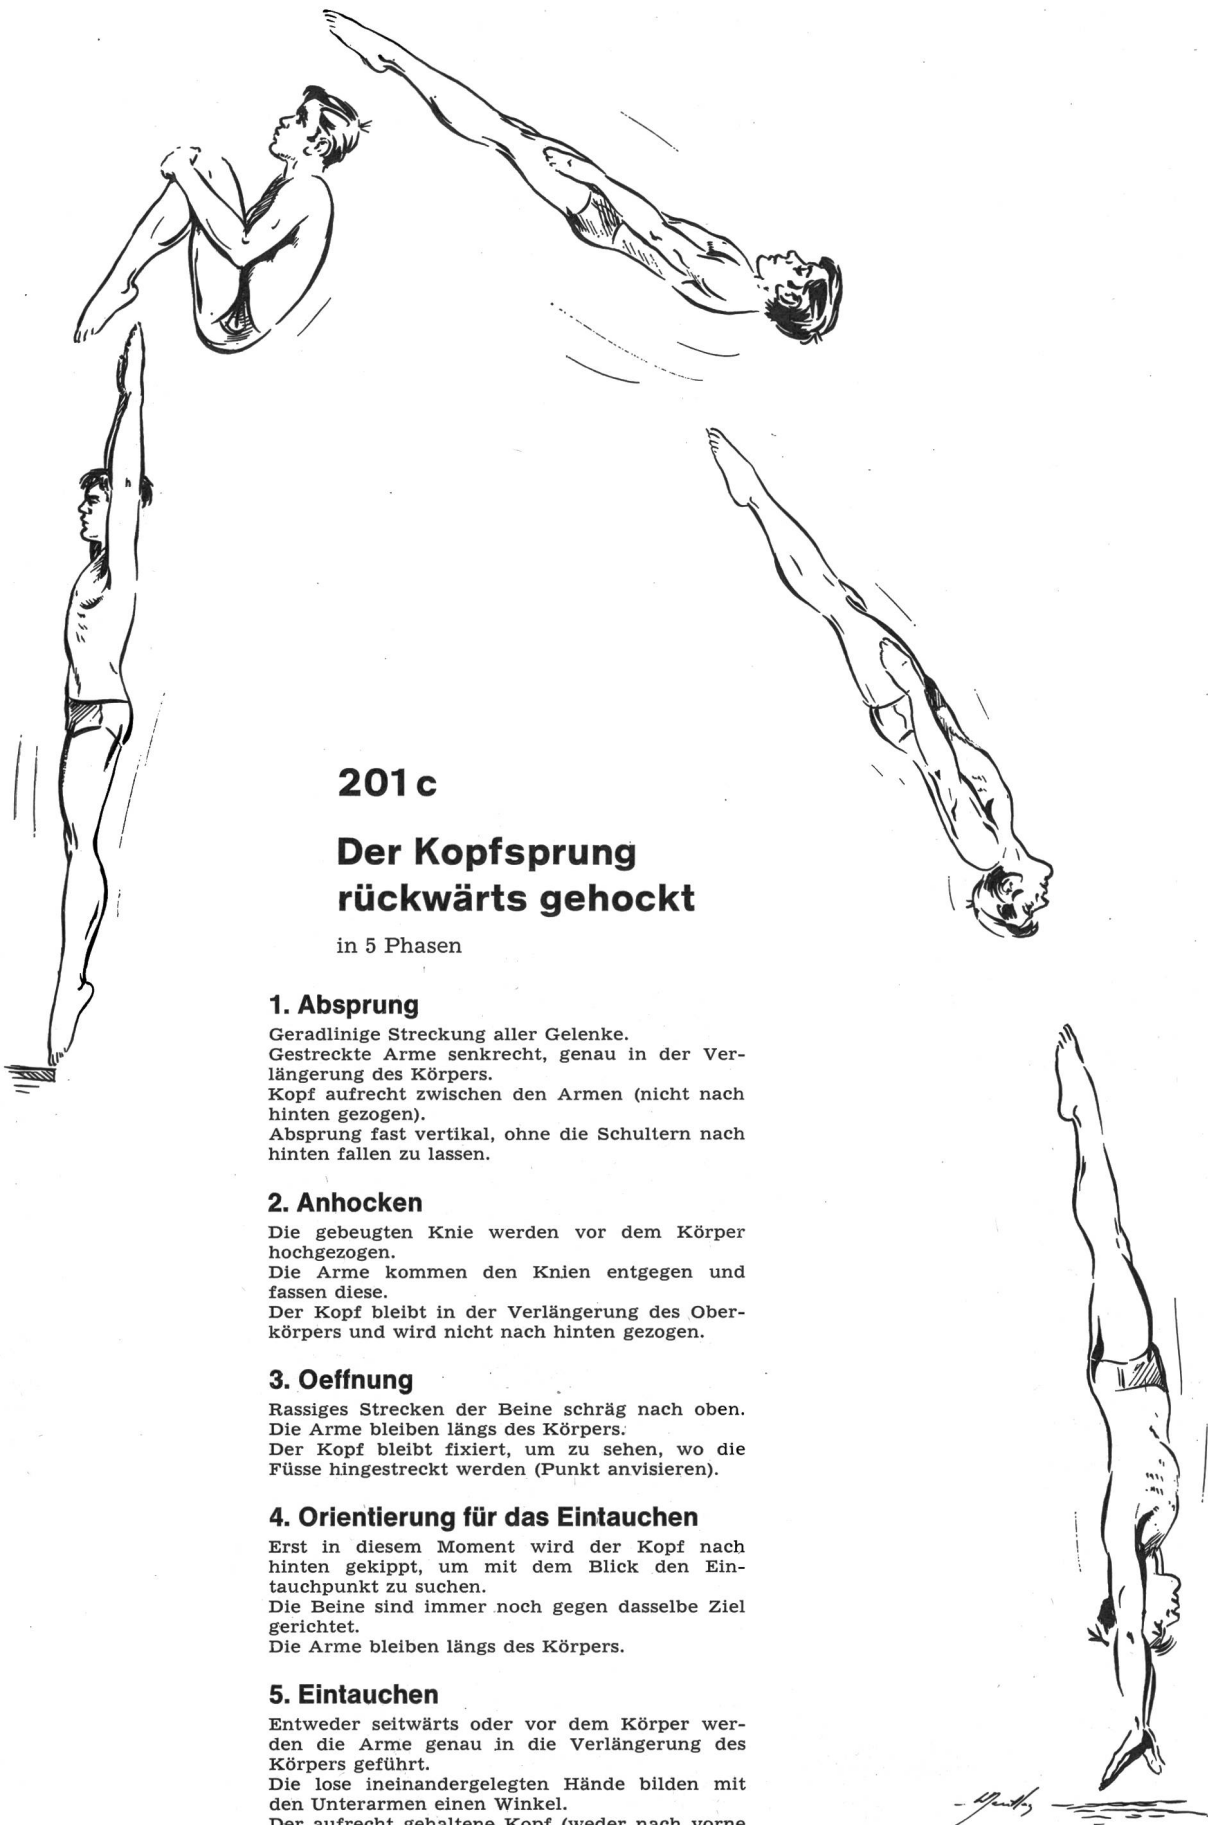 201c
Der Kopfsprung
rückwärts gehockt
in 5 Phasen
1. Absprung
Geradlinige Streckung aller Gelenke.
Gestreckte Arme senkrecht, genau in der Ver-
längerung des Körpers.
Kopf aufrecht zwischen den Armen (nicht nach
hinten gezogen).
Absprung fast vertikal, ohne die Schultern nach
hinten fallen zu lassen.
2. Anhocken
Die gebeugten Knie werden vor dem Körper
hochgezogen.
Die Arme kommen den Knien entgegen und
fassen diese.
Der Kopf bleibt in der Verlängerung des Ober-
körpers und wird nicht nach hinten gezogen.
3. Oeffnung
Rassiges Strecken der Beine schräg nach oben.
Die Arme bleiben längs des Körpers.
Der Kopf bleibt fixiert, um zu sehen, wo die
Füsse hingestreckt werden (Punkt anvisieren).
4. Orientierung für das Eintauchen
Erst in diesem Moment wird der Kopf nach
hinten gekippt, um mit dem Blick den Ein-
tauchpunkt zu suchen.
Die Beine sind immer noch gegen dasselbe Ziel
gerichtet.
Die Arme bleiben längs des Körpers.
5. Eintauchen
Entweder seitwärts oder vor dem Körper wer-
den die Arme genau in die Verlängerung des
Körpers geführt.
Die lose ineinandergelegten Hände bilden mit
den Unterarmen einen Winkel.
Der aufrecht gehaltene Kopf (weder nach vorne